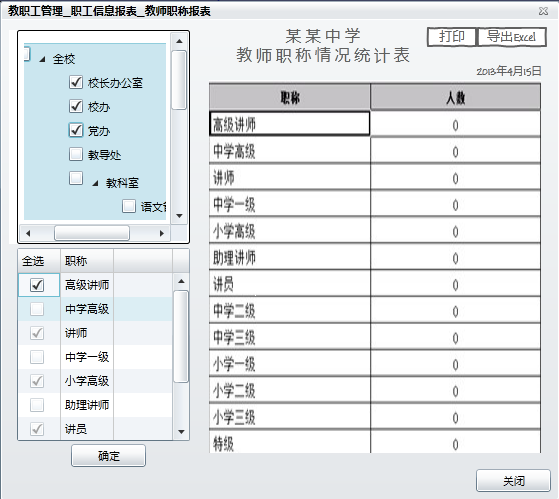 教职工管理_职工信息报表_教师职称报表
全校
校长办公室
校办
党办
教导处
教科室
语文
全选 职称
高级讲师
中学高级
讲师
中学一级
小学高级
助理讲师
讲员
确定
某某中学
教师职称情况统计表
打印 导出Excel
2013年4月15日
职称 人数
高级讲师 0
中学高级 0
讲师 0
中学一级 0
小学高级 0
助理讲师 0
讲员 0
中学二级 0
中学三级 0
小学一级 0
小学二级 0
小学三级 0
特级 0
关闭